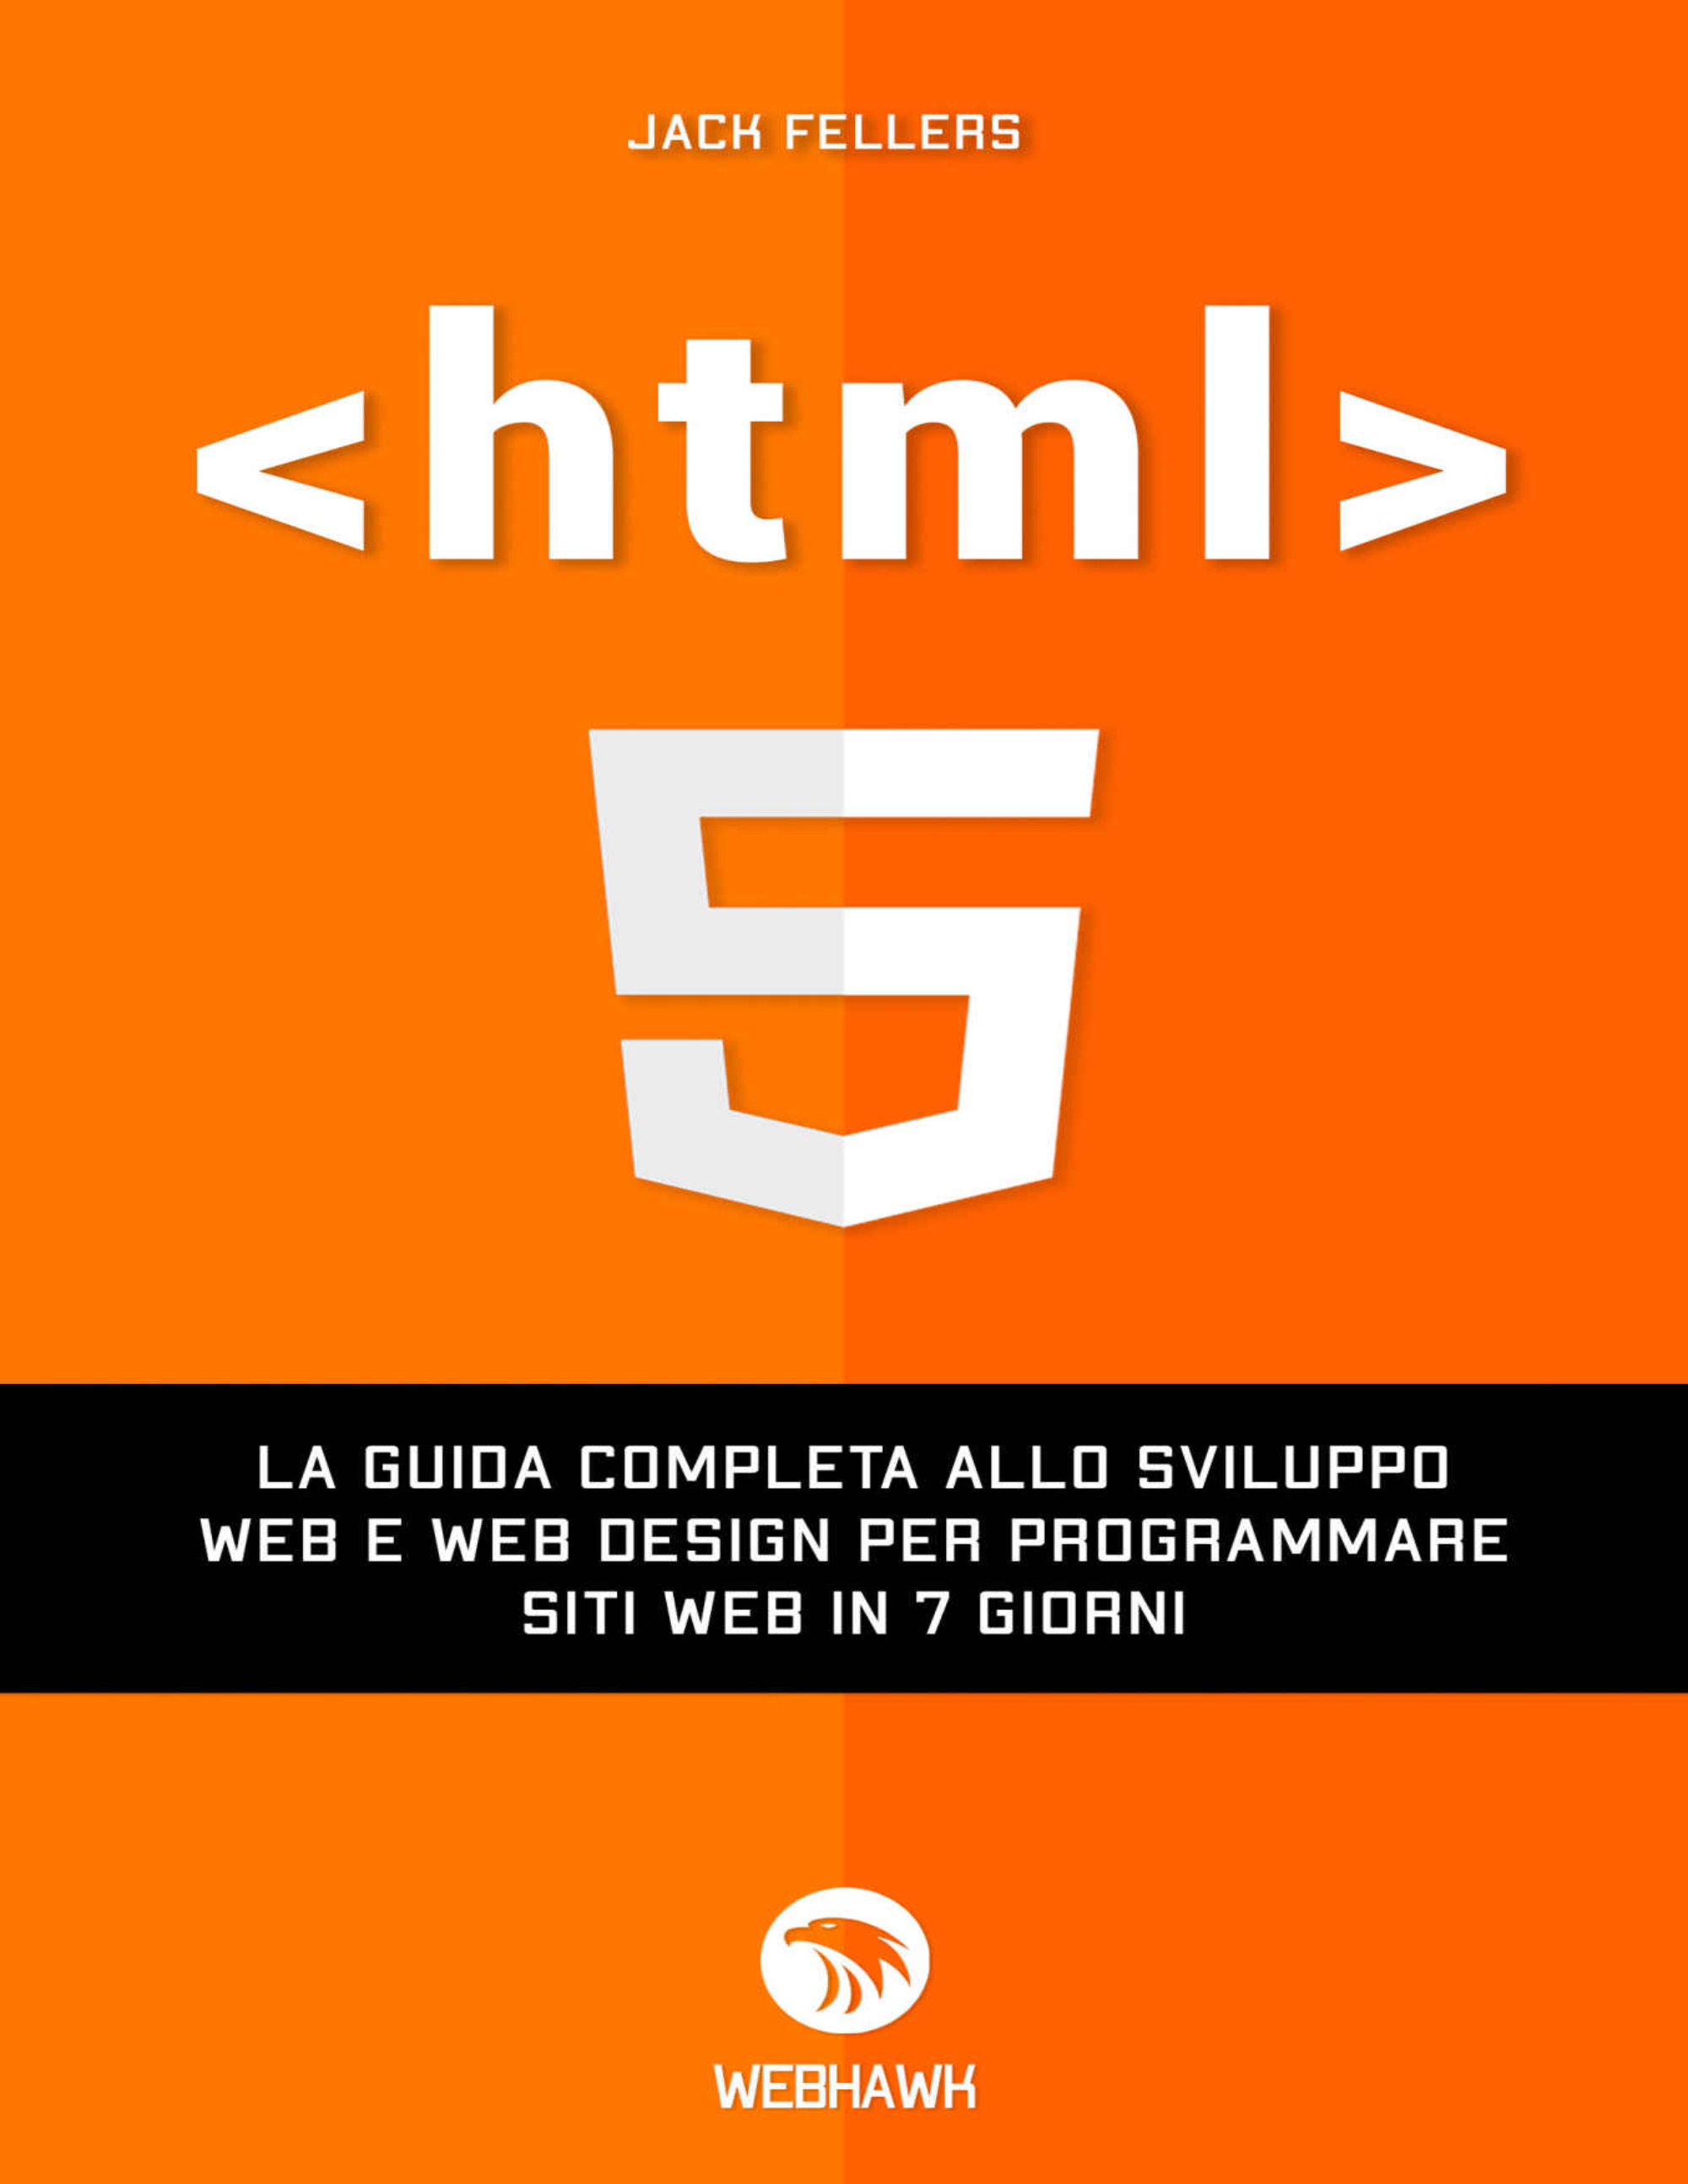 JACK FELLERS
<html>
5
LA GUIDA COMPLETA ALLO SVILUPPO
WEB E WEB DESIGN PER PROGRAMMARE
SITI WEB IN 7 GIORNI
WEBHAWK